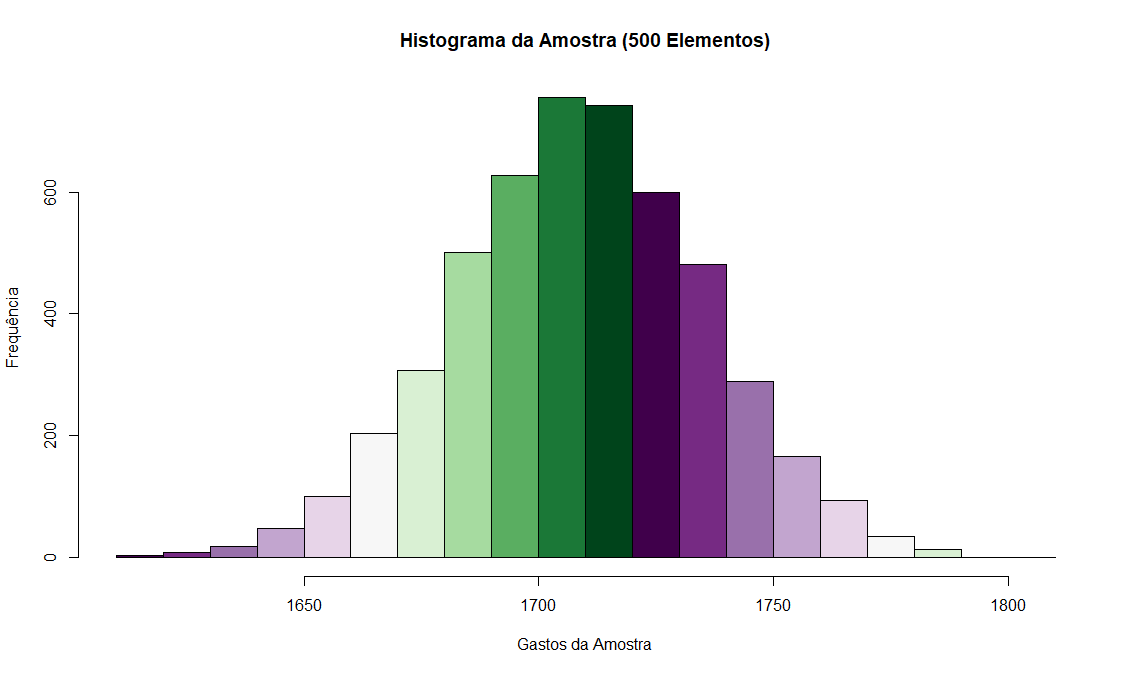 Histograma da Amostra (500 Elementos)
Frequência
600
400
200
0
1650 1700 1750 1800
Gastos da Amostra